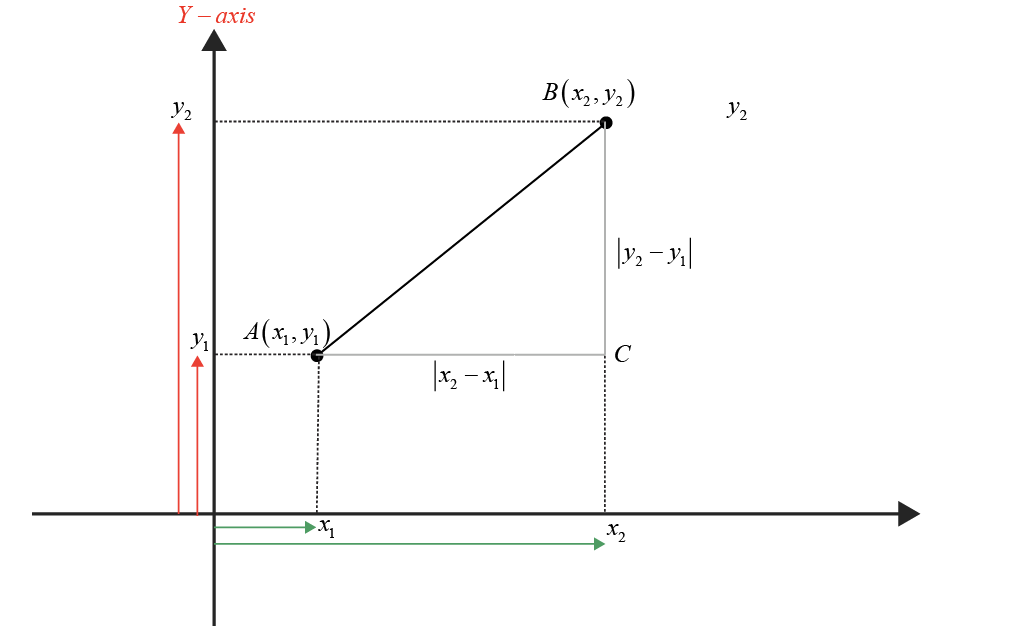 Y – axis
y₂
B(x₂, y₂)
y₂
|y₂ – y₁|
y₁
A(x₁, y₁)
C
|x₂ – x₁|
x₁
x₂